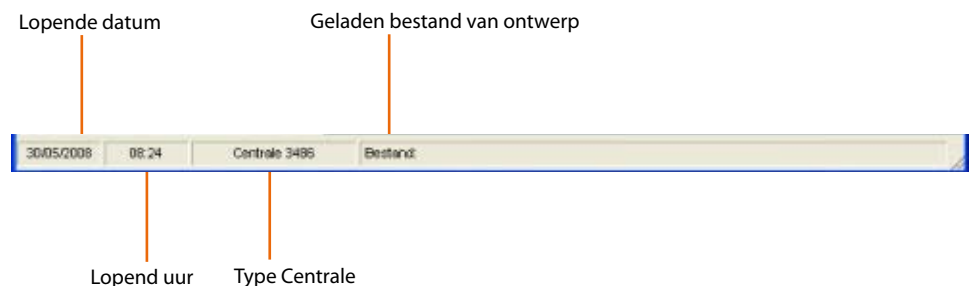 Lopende datum
Geladen bestand van ontwerp
30/05/2008
08:24
Centrale 3486
Bestand:
Lopend uur
Type Centrale